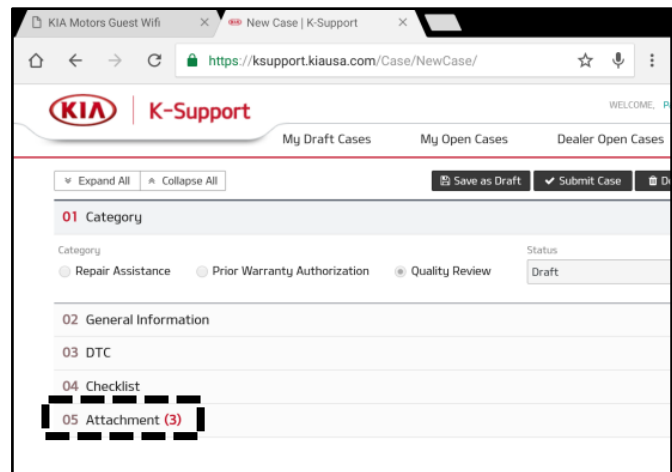 KIA Motors Guest Wifi
New Case | K-Support
https://ksupport.kiausa.com/Case/NewCase/
KIA K-Support
WELCOME,
My Draft Cases My Open Cases Dealer Open Cases
Expand All Collapse All Save as Draft Submit Case
01 Category
Category Status
Repair Assistance Prior Warranty Authorization Quality Review Draft
02 General Information
03 DTC
04 Checklist
05 Attachment (3)